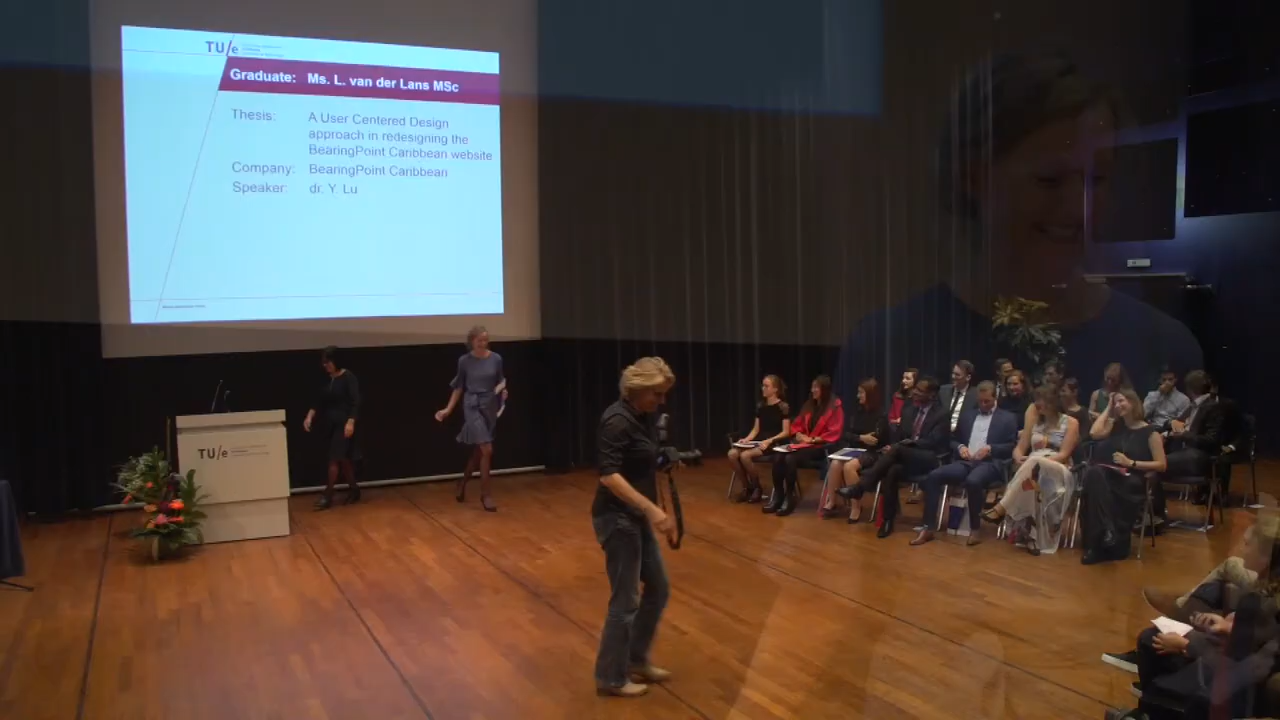 TU/e
Graduate: Ms. L. van der Lans MSc
Thesis: A User Centered Design
approach in redesigning the
BearingPoint Caribbean website
Company: BearingPoint Caribbean
Speaker: dr. Y. Lu
TU/e